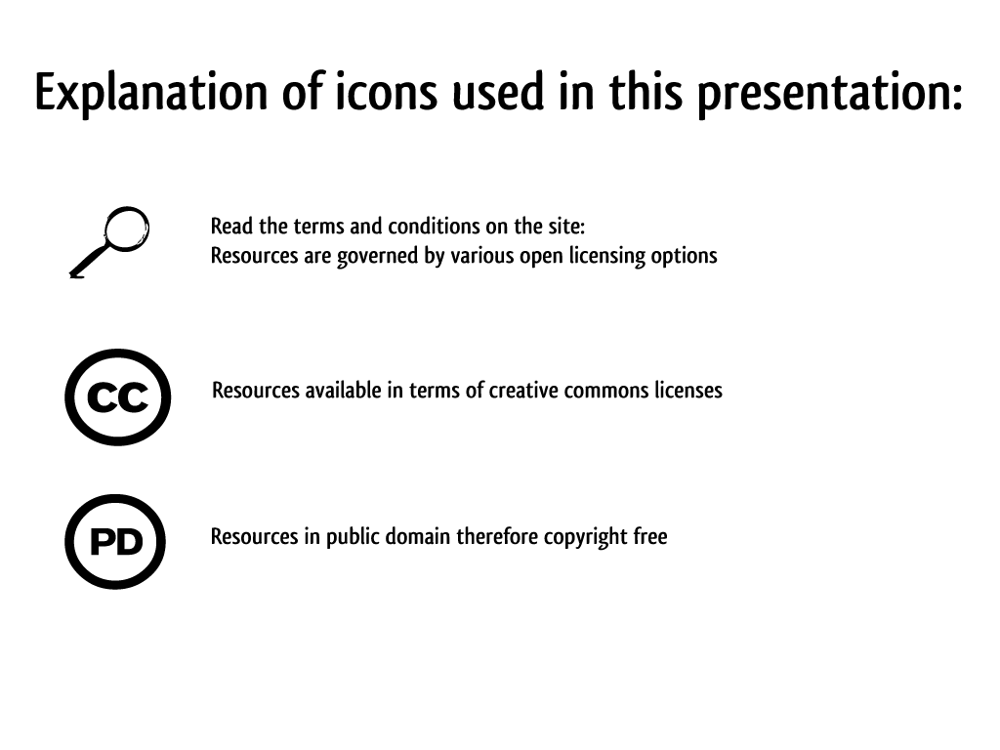 Explanation of icons used in this presentation:
Read the terms and conditions on the site:
Resources are governed by various open licensing options
CC
Resources available in terms of creative commons licenses
PD
Resources in public domain therefore copyright free